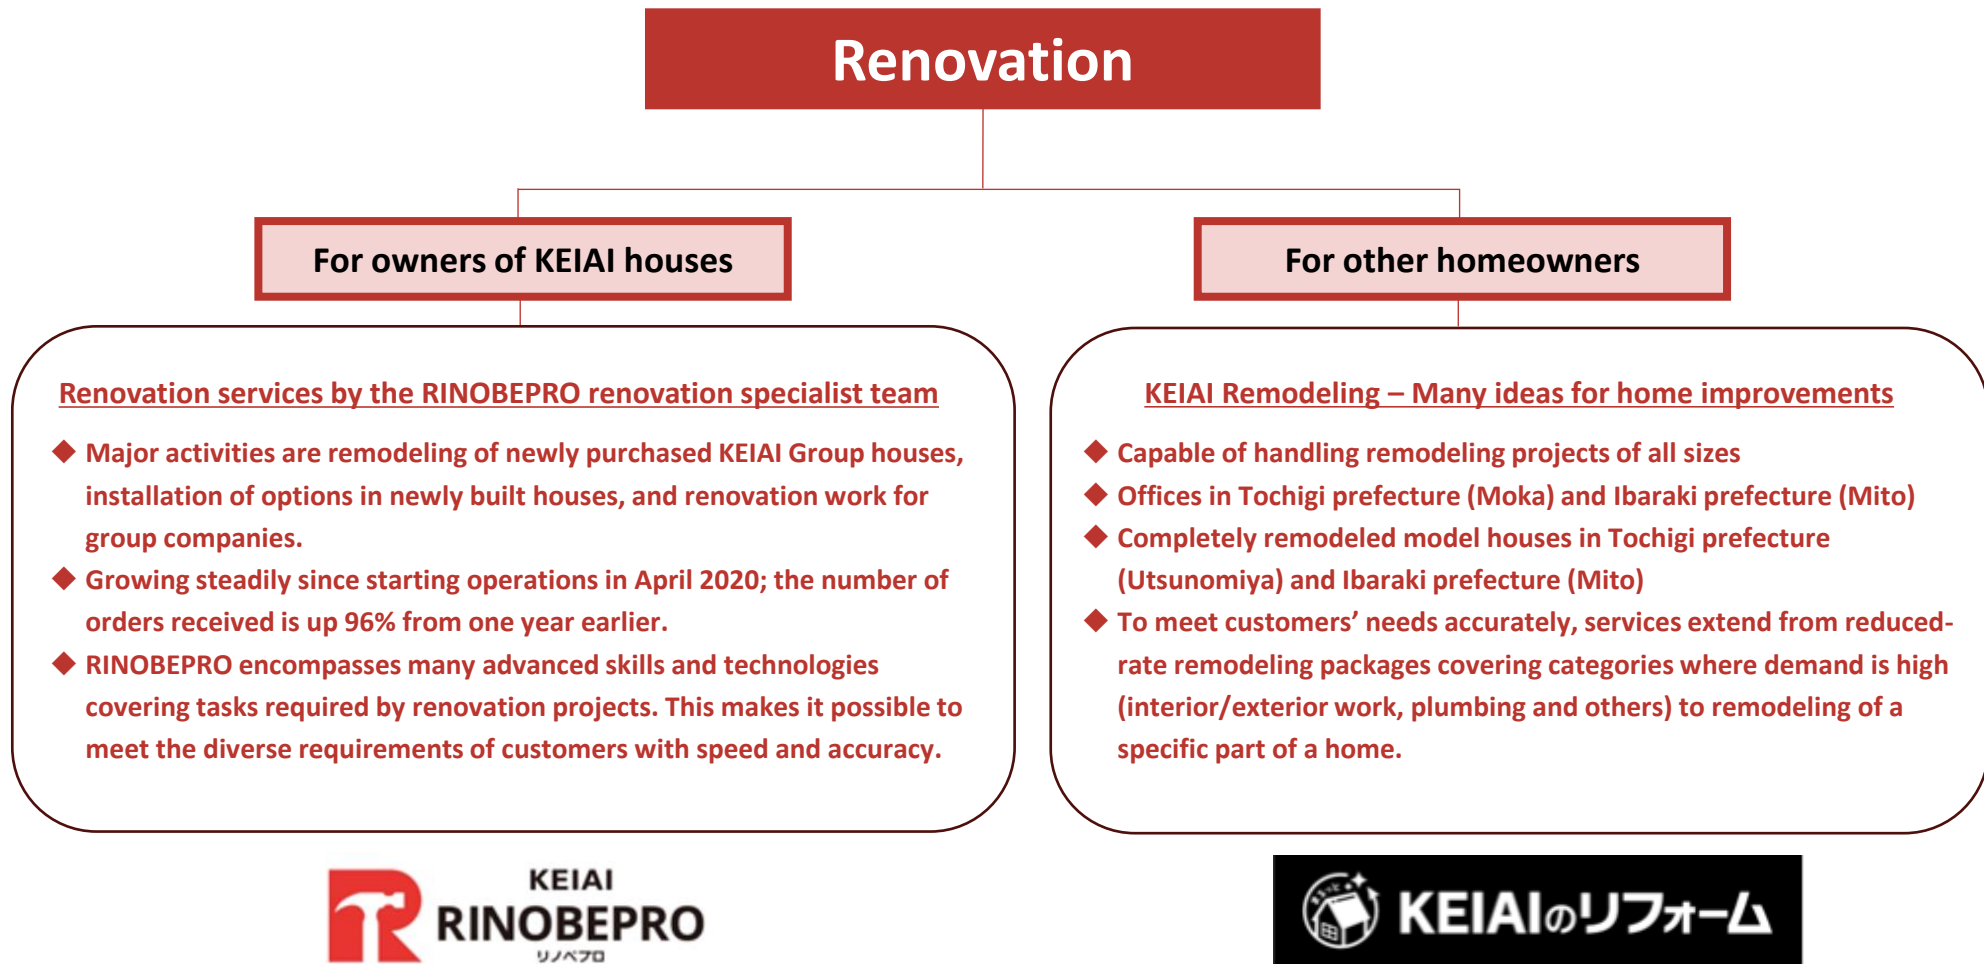 Renovation
For owners of KEIAI houses
Renovation services by the RINOBEPRO renovation specialist team
◆ Major activities are remodeling of newly purchased KEIAI Group houses,
installation of options in newly built houses, and renovation work for
group companies.
◆ Growing steadily since starting operations in April 2020; the number of
orders received is up 96% from one year earlier.
◆ RINOBEPRO encompasses many advanced skills and technologies
covering tasks required by renovation projects. This makes it possible to
meet the diverse requirements of customers with speed and accuracy.
KEIAI
RINOBEPRO
リノベプロ
For other homeowners
KEIAI Remodeling – Many ideas for home improvements
◆ Capable of handling remodeling projects of all sizes
◆ Offices in Tochigi prefecture (Moka) and Ibaraki prefecture (Mito)
◆ Completely remodeled model houses in Tochigi prefecture
(Utsunomiya) and Ibaraki prefecture (Mito)
◆ To meet customers’ needs accurately, services extend from reduced-
rate remodeling packages covering categories where demand is high
(interior/exterior work, plumbing and others) to remodeling of a
specific part of a home.
KEIAIのリフォーム